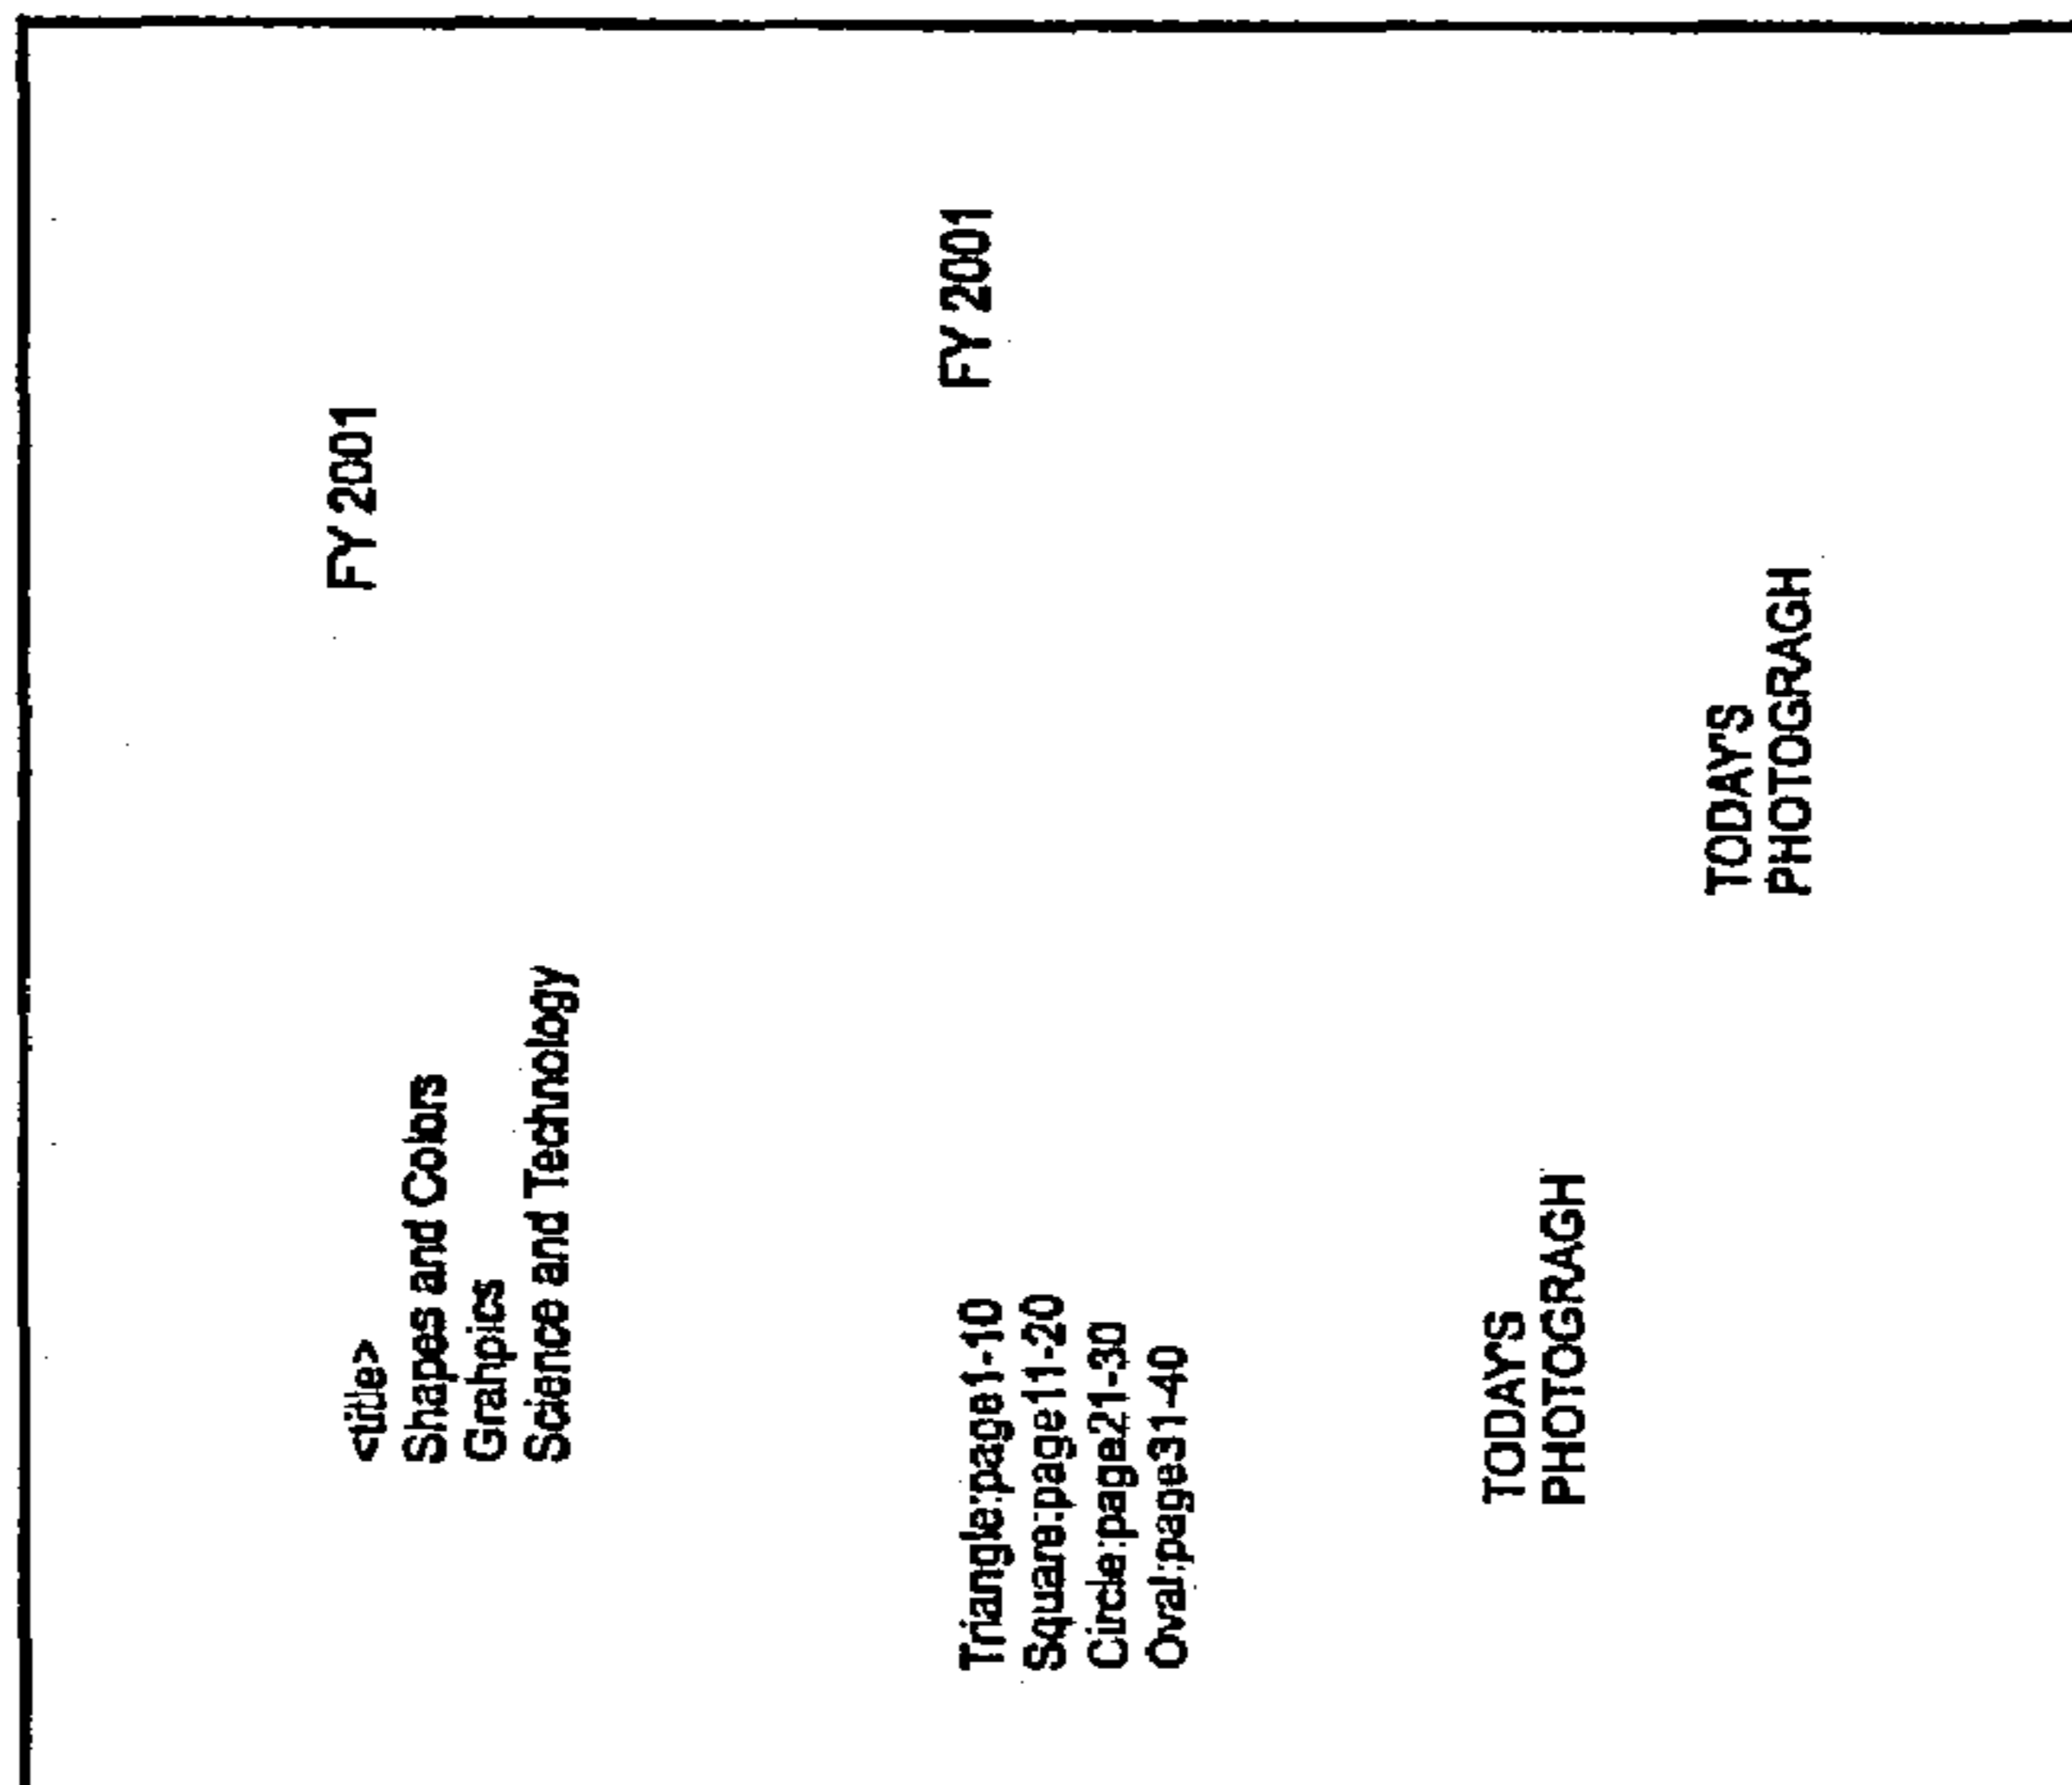 <title>
Shapes and Colors
Grahpics
Science and Technology
FY 2001
Triangle:page1-10
Square:page11-20
Circle:page21-30
Oval:page31-40
FY 2001
TODAY'S
PHOTOGRAGH
TODAY'S
PHOTOGRAGH